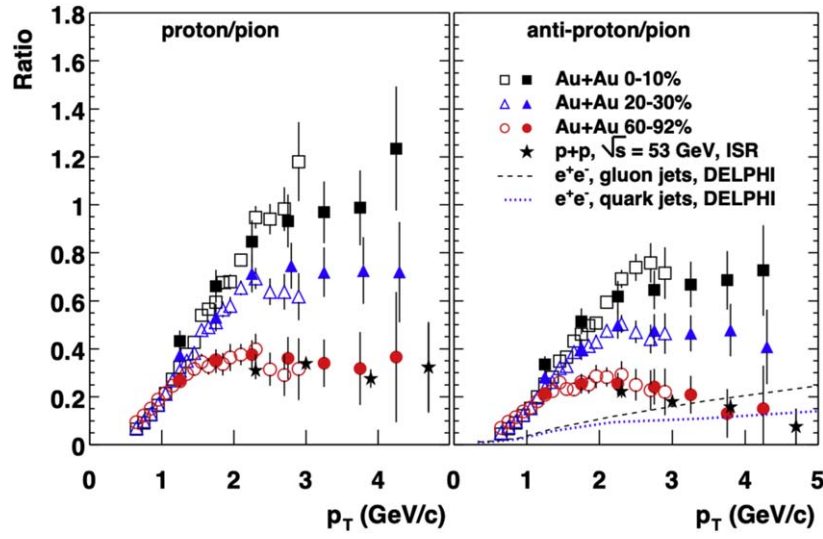 proton/pion
anti-proton/pion
Ratio
1.8
1.6
1.4
1.2
1
0.8
0.6
0.4
0.2
0
Au+Au 0-10%
Au+Au 20-30%
Au+Au 60-92%
p+p, √s = 53 GeV, ISR
e⁺e⁻, gluon jets, DELPHI
e⁺e⁻, quark jets, DELPHI
0 1 2 3 4 0 1 2 3 4 5
p_T (GeV/c) p_T (GeV/c)